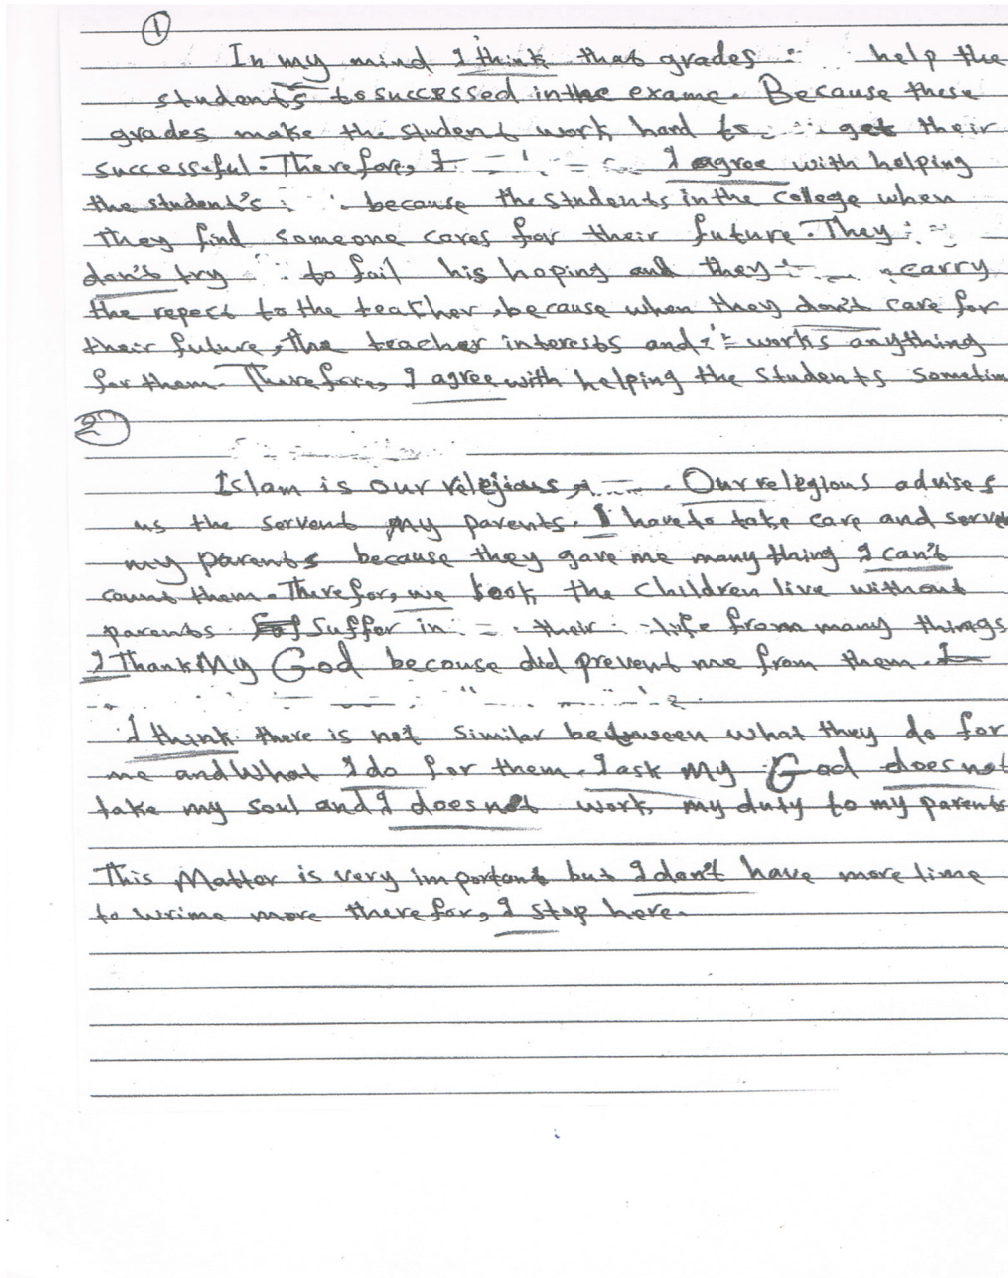 1
In my mind I think that grades help the
students to successed in the exame. Because these
grades make the student work hard to get their
successeful. Therefore, I I agree with helping
the student's because the students in the college when
they find someone cares for their future. They
don't try to fail his hoping and they carry
the repect to the teacher, because when they don't care for
their future, the teacher interests and works anything
for them. Therefore, I agree with helping the students sometim
2
Islam is our relejious. Our relegious advises
us the servent my parents. I have to take care and serve
my parents because they gave me many thing I can't
count them. Therefor, we look the children live without
parents suffer in their life from many things
I Thank My God because did prevent me from them. I
I think there is not similar between what they do for
me and what I do for them. I ask My God does not
take my soul and I does not work my duty to my parents
This Matter is very important but I don't have more time
to wrime more therefor, I stop here.